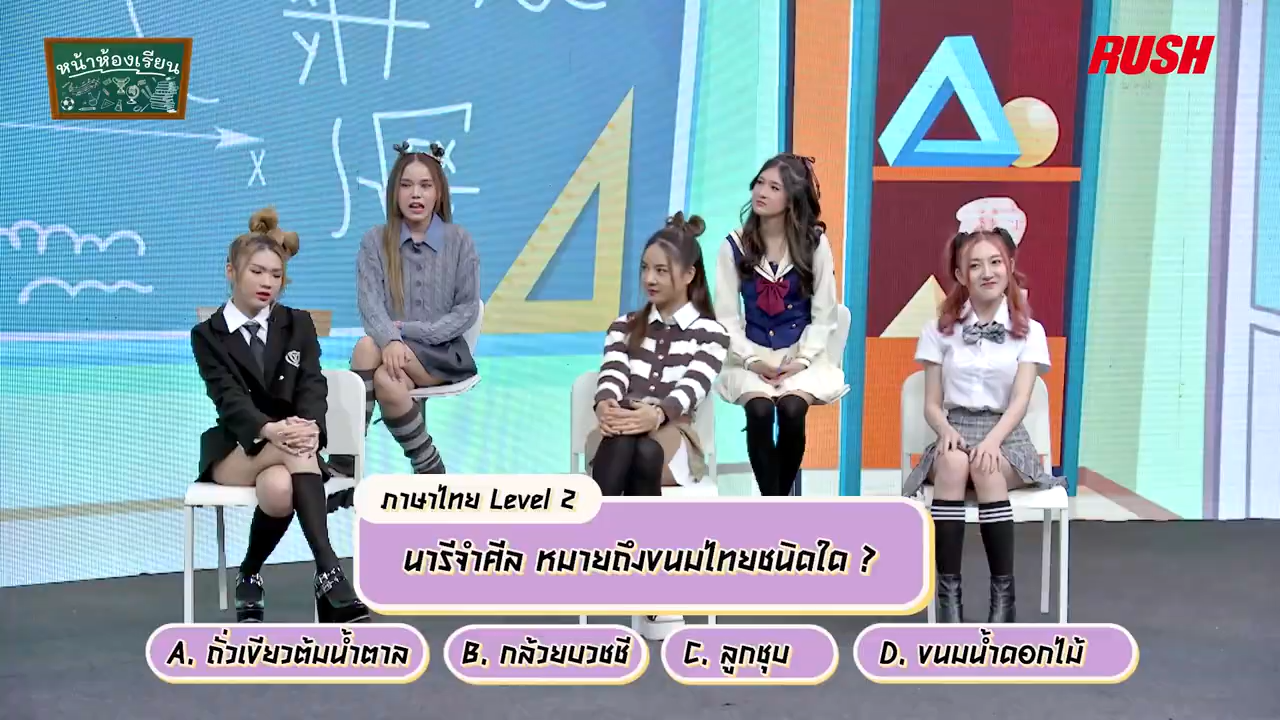 หน้าห้องเรียน
RUSH
y
x
x
ภาษาไทย Level 2
นารีจำศีล หมายถึงขนมไทยชนิดใด ?
A. ถั่วเขียวต้มน้ำตาล
B. กล้วยบวชชี
C. ลูกชุบ
D. ขนมน้ำดอกไม้